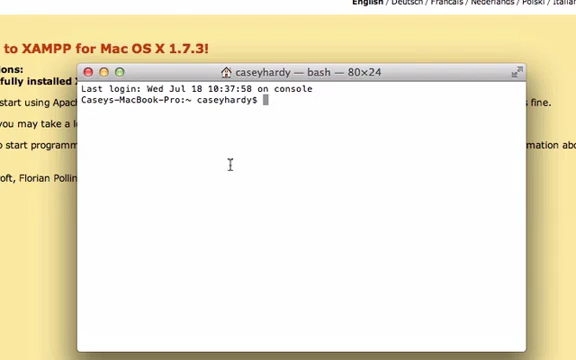 English / Deutsch / Francais / Nederlands / Polski / Italian
to XAMPP for Mac OS X 1.7.3!
ions:
fully installed
start using Apac
s fine.
you may take a l
o start programm
mation abo
oft, Florian Pollin
caseyhardy — bash — 80×24
Last login: Wed Jul 18 10:37:58 on console
Caseys-MacBook-Pro:~ caseyhardy$